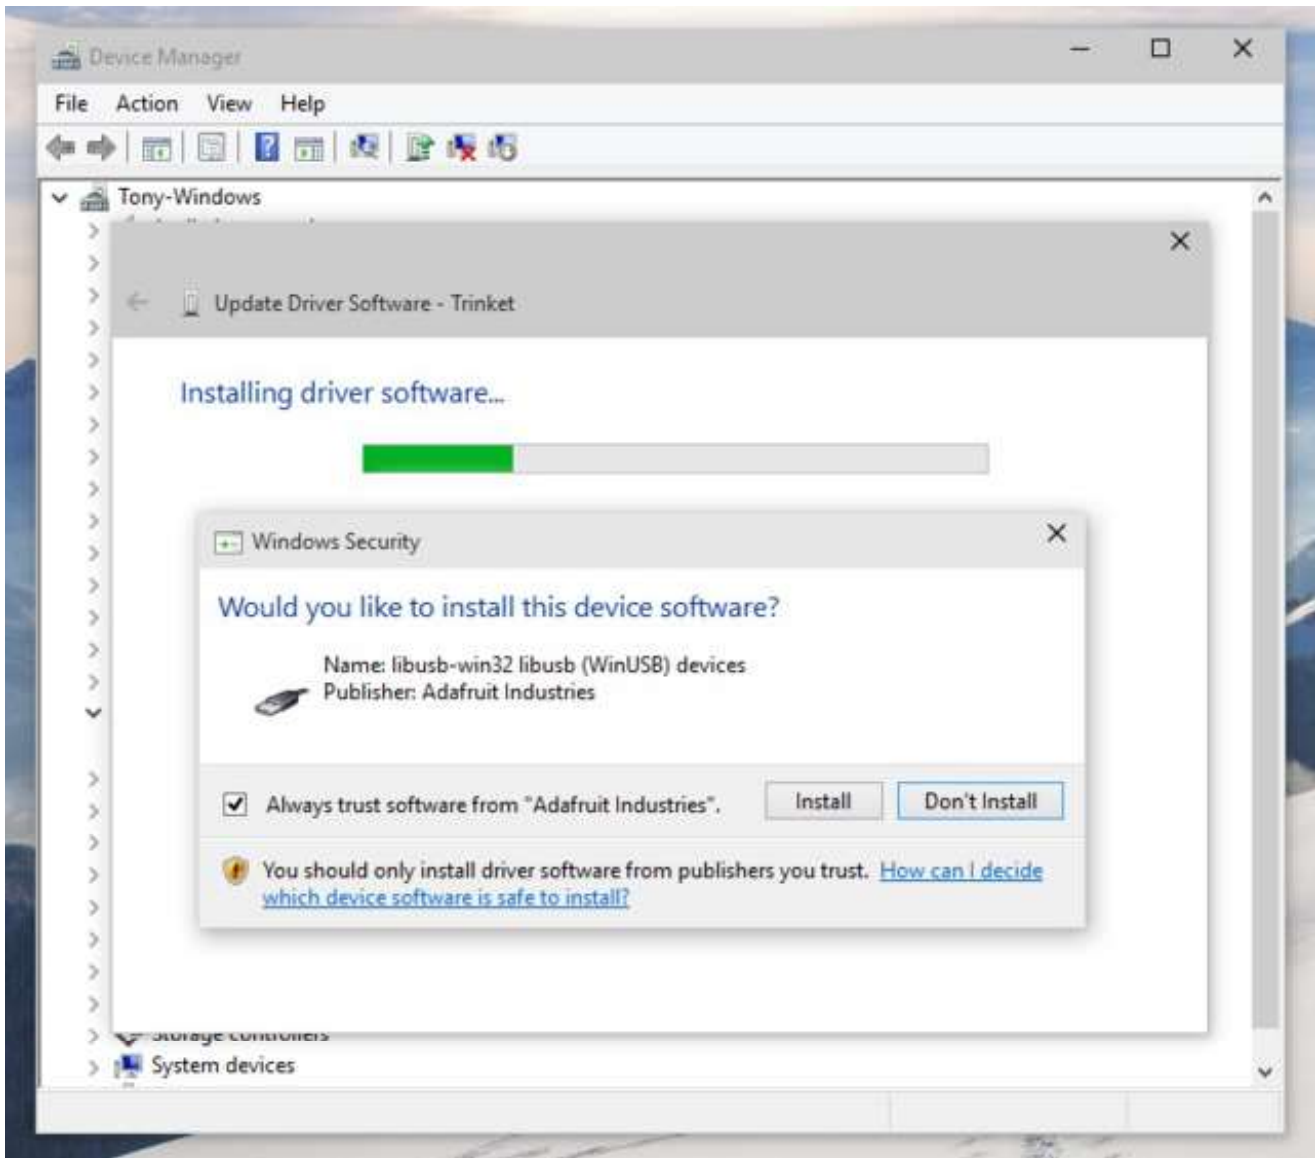 Device Manager
File Action View Help
Tony-Windows
Update Driver Software - Trinket
Installing driver software...
Windows Security
Would you like to install this device software?
Name: libusb-win32 libusb (WinUSB) devices
Publisher: Adafruit Industries
Always trust software from "Adafruit Industries".
Install
Don't Install
You should only install driver software from publishers you trust. How can I decide
which device software is safe to install?
Storage controllers
System devices